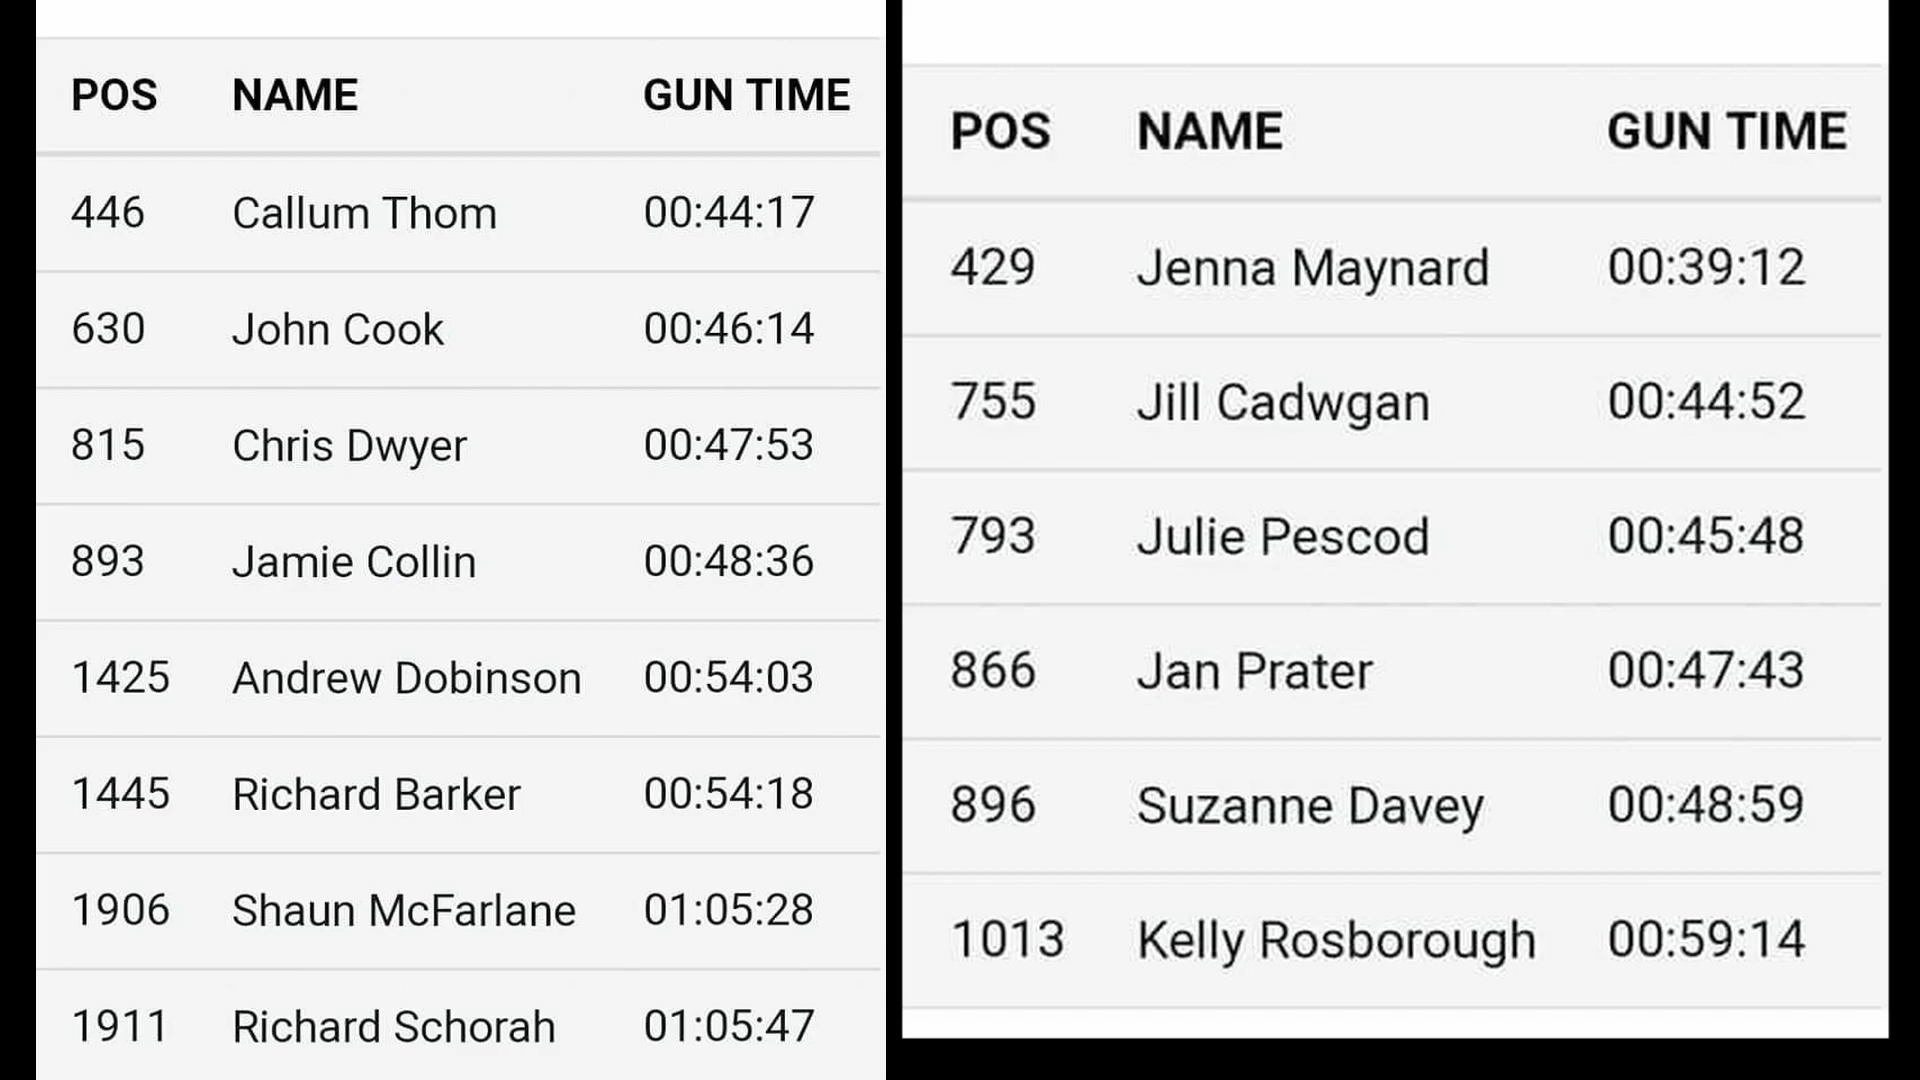 POS NAME GUN TIME
446 Callum Thom 00:44:17
630 John Cook 00:46:14
815 Chris Dwyer 00:47:53
893 Jamie Collin 00:48:36
1425 Andrew Dobinson 00:54:03
1445 Richard Barker 00:54:18
1906 Shaun McFarlane 01:05:28
1911 Richard Schorah 01:05:47
POS NAME GUN TIME
429 Jenna Maynard 00:39:12
755 Jill Cadwgan 00:44:52
793 Julie Pescod 00:45:48
866 Jan Prater 00:47:43
896 Suzanne Davey 00:48:59
1013 Kelly Rosborough 00:59:14